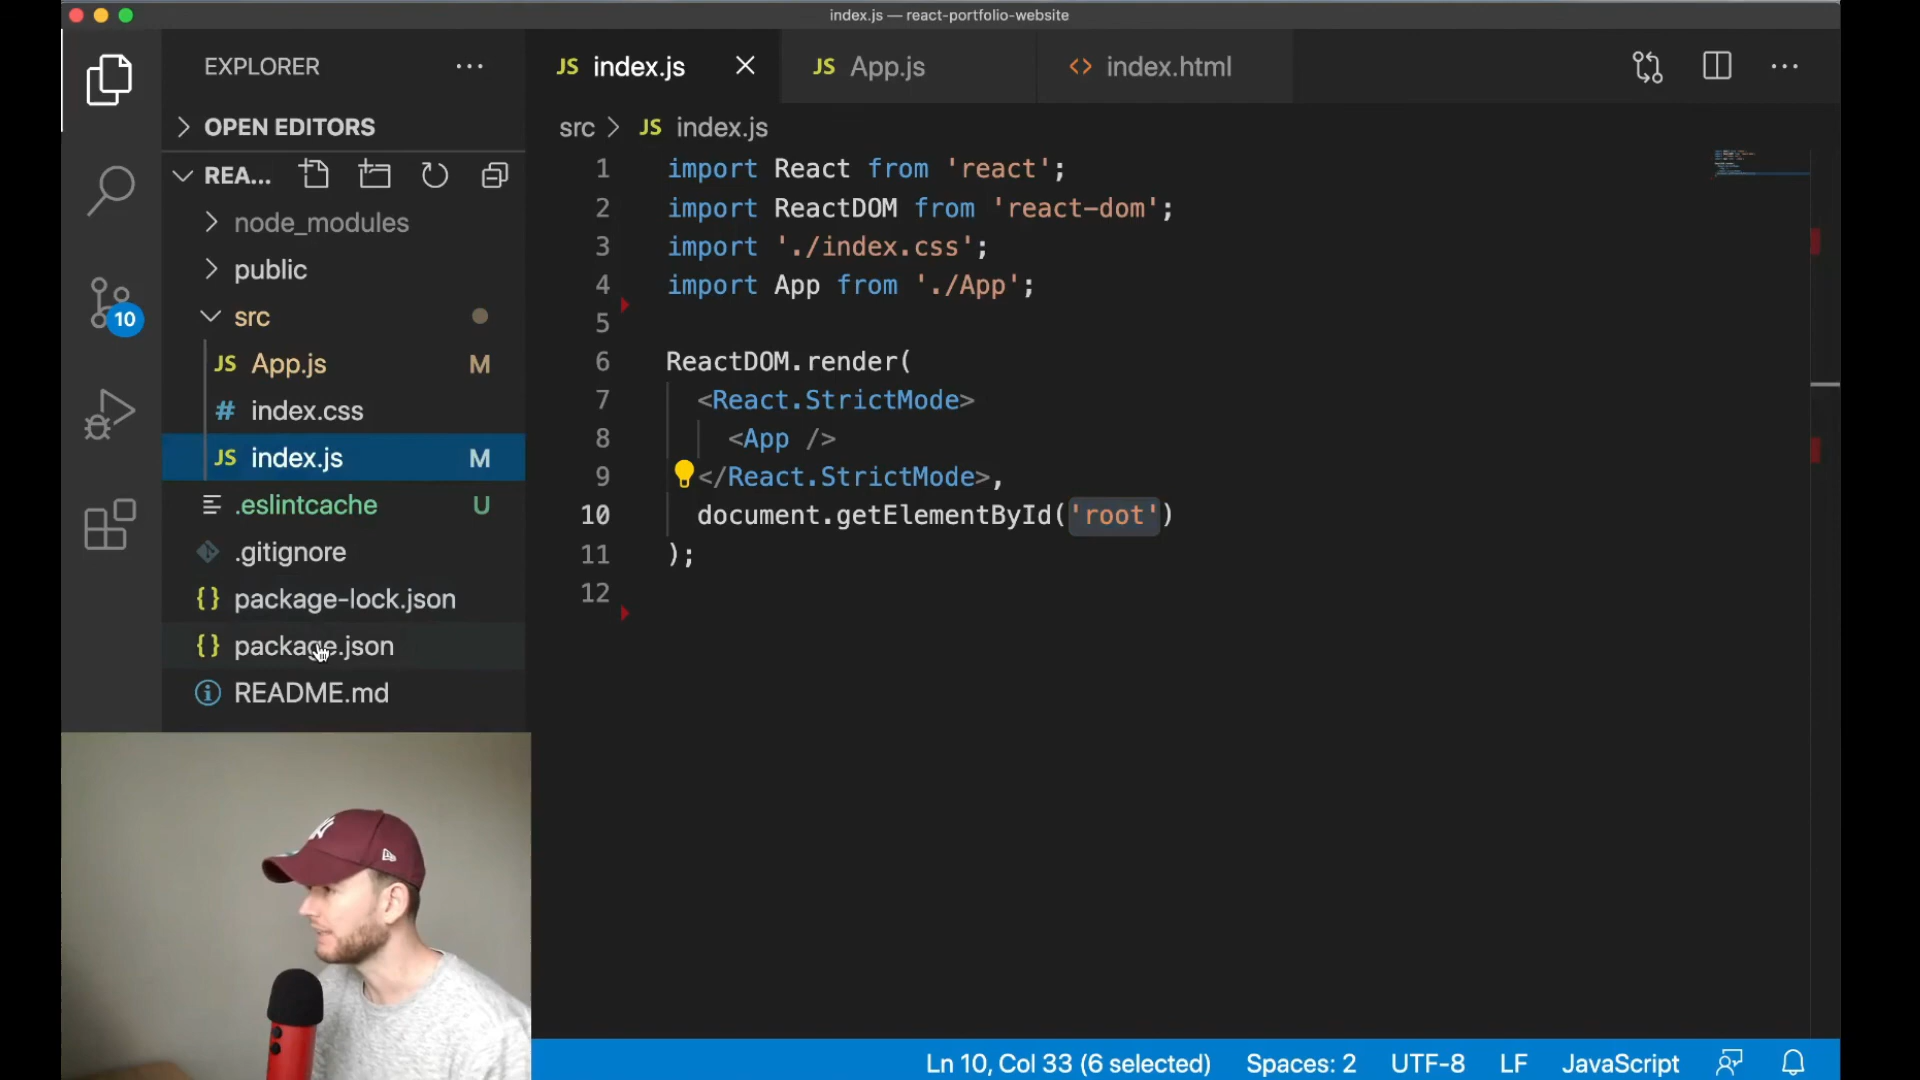 index.js — react-portfolio-website
EXPLORER
OPEN EDITORS
REA...
node_modules
public
src
JS App.js M
# index.css
JS index.js M
.eslintcache U
.gitignore
{} package-lock.json
{} package.json
README.md
10
JS index.js
JS App.js
<> index.html
src > JS index.js
1 import React from 'react';
2 import ReactDOM from 'react-dom';
3 import './index.css';
4 import App from './App';
5
6 ReactDOM.render(
7 <React.StrictMode>
8 <App />
9 </React.StrictMode>,
10 document.getElementById('root')
11 );
12
Ln 10, Col 33 (6 selected) Spaces: 2 UTF-8 LF JavaScript